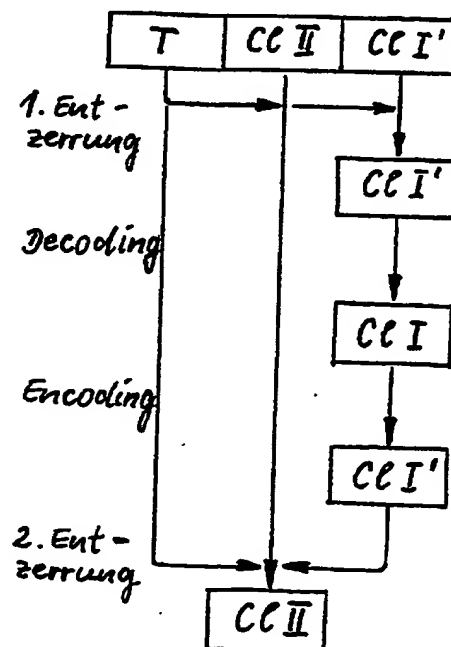 T Cl II Cl I'
1. Ent-
zerrung
Cl I'
Decoding
Cl I
Encoding
Cl I'
2. Ent-
zerrung
Cl II